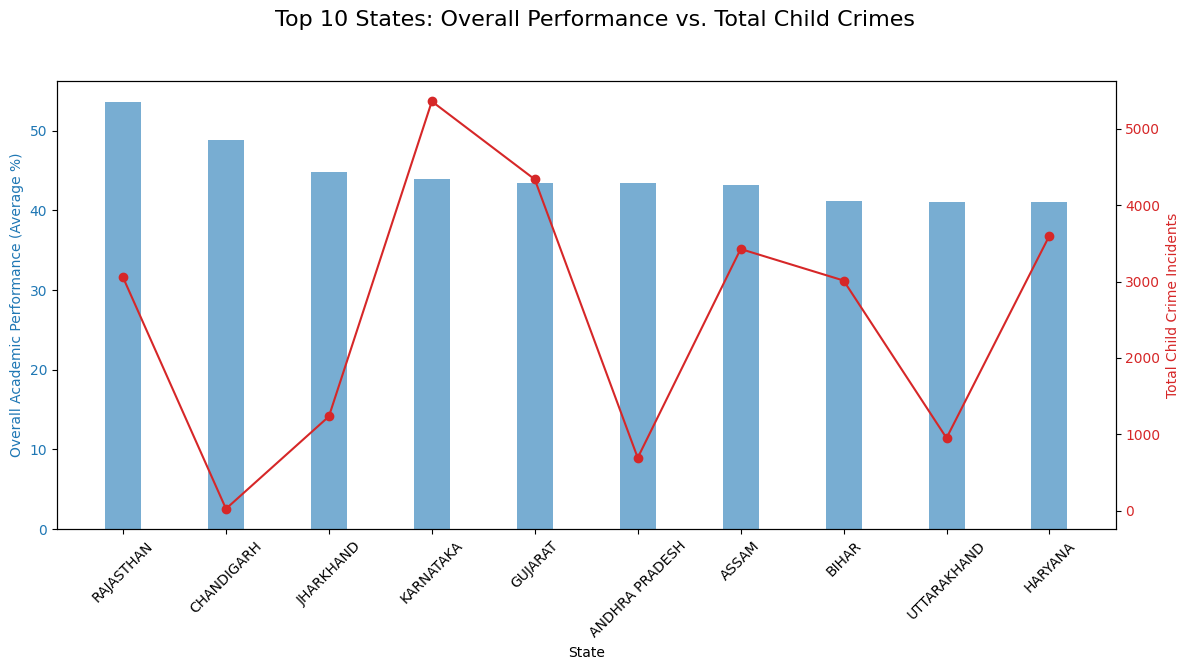 Top 10 States: Overall Performance vs. Total Child Crimes
Overall Academic Performance (Average %)
50
40
30
20
10
0
5000
4000
3000
2000
1000
0
Total Child Crime Incidents
RAJASTHAN
CHANDIGARH
JHARKHAND
KARNATAKA
GUJARAT
ANDHRA PRADESH
ASSAM
BIHAR
UTTARAKHAND
HARYANA
State